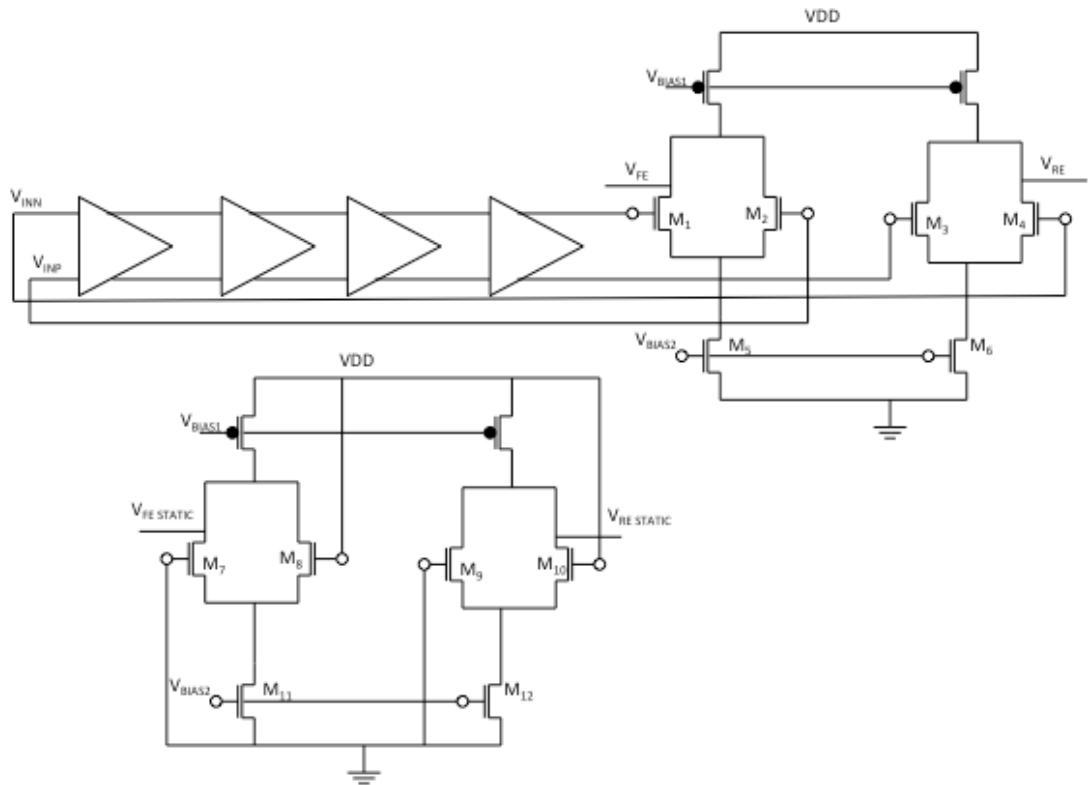 VDD
VBIAS1
VFE
VRE
VINN
M1
M2
M3
M4
VINP
VBIAS2
M5
M6
VDD
VBIAS1
VFE STATIC
VRE STATIC
M7
M8
M9
M10
VBIAS2
M11
M12